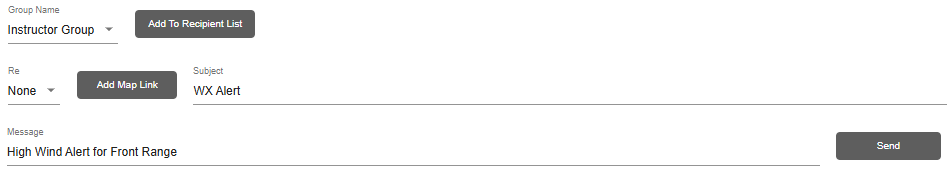 Group Name
Instructor Group
Add To Recipient List
Re
None
Add Map Link
Subject
WX Alert
Message
High Wind Alert for Front Range
Send